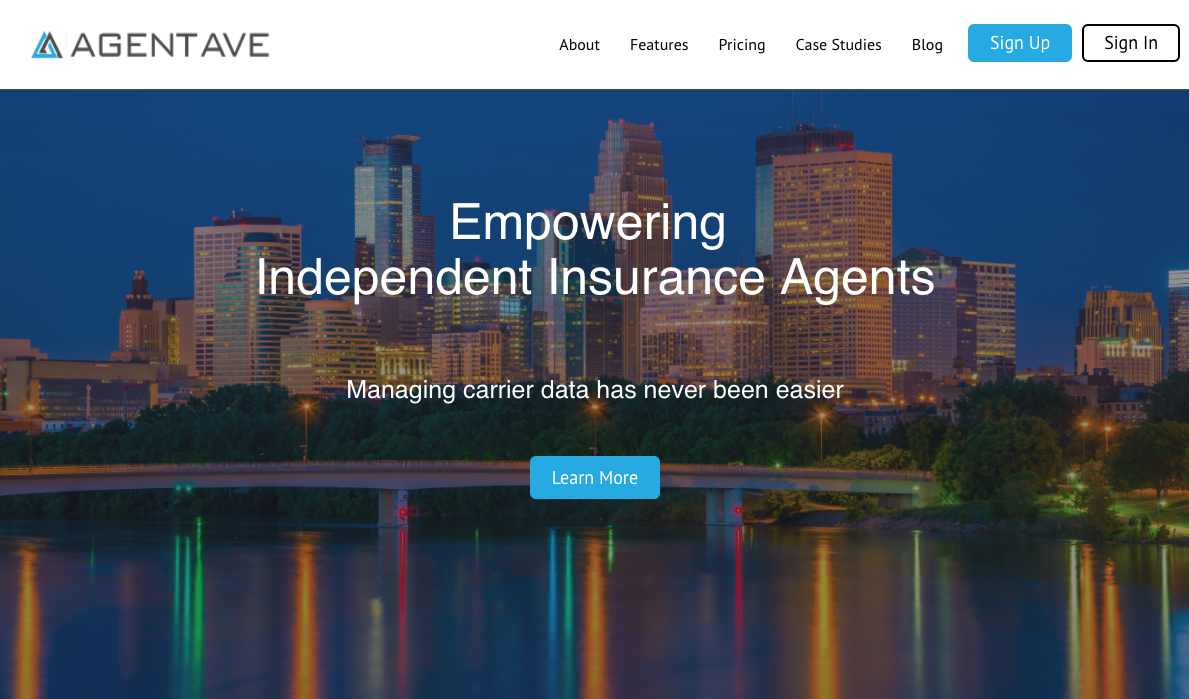 AGENTAVE
About Features Pricing Case Studies Blog Sign Up Sign In
Empowering
Independent Insurance Agents
Managing carrier data has never been easier
Learn More